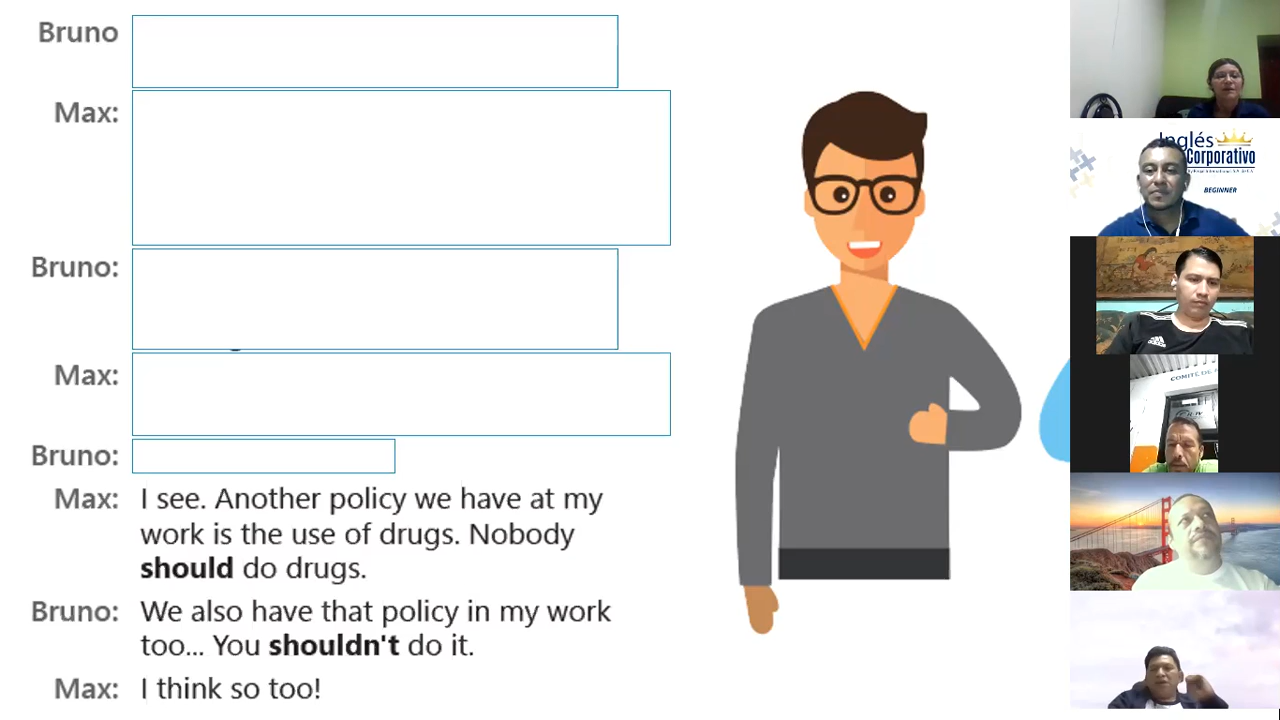 Bruno
Max:
Bruno:
Max:
Bruno:
Max: I see. Another policy we have at my
work is the use of drugs. Nobody
should do drugs.
Bruno: We also have that policy in my work
too... You shouldn't do it.
Max: I think so too!
Inglés
Corporativo
BEGINNER